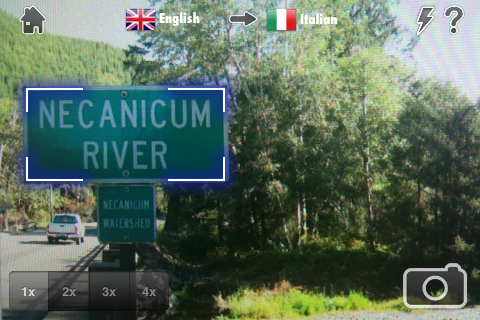 English Italian
NECANICUM
RIVER
NECANICUM
WATERSHED
1x 2x 3x 4x